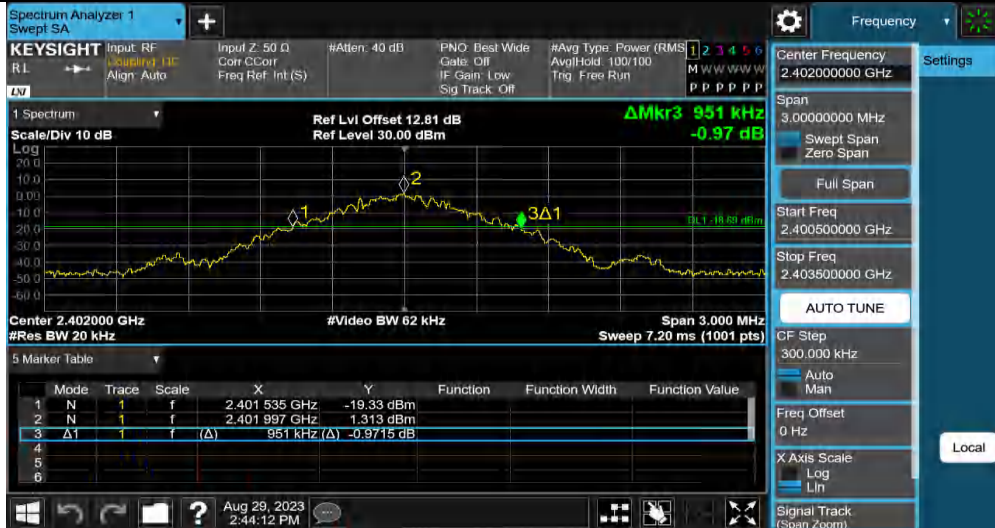 Spectrum Analyzer 1
Swept SA
+
Frequency
KEYSIGHT
RL
LXI
Input: RF
Align: Auto
Input Z: 50 Ω
Corr CCorr
Freq Ref: Int (S)
#Atten: 40 dB
PNO: Best Wide
Gate: Off
IF Gain: Low
Sig Track: Off
#Avg Type: Power (RMS
Avg|Hold: 100/100
Trig: Free Run
1 2 3 4 5 6
M W W W W W
P P P P P P
1 Spectrum
Scale/Div 10 dB
Ref Lvl Offset 12.81 dB
Ref Level 30.00 dBm
ΔMkr3 951 kHz
-0.97 dB
Log
20.0
10.0
0.00
-10.0
-20.0
-30.0
-40.0
-50.0
-60.0
1
2
3Δ1
Center 2.402000 GHz
#Video BW 62 kHz
Span 3.000 MHz
#Res BW 20 kHz
Sweep 7.20 ms (1001 pts)
5 Marker Table
Mode Trace Scale X Y Function Function Width Function Value
1 N 1 f 2.401 535 GHz -19.33 dBm
2 N 1 f 2.401 997 GHz 1.313 dBm
3 Δ1 1 f (Δ) 951 kHz (Δ) -0.9715 dB
4
5
6
?
Aug 29, 2023
2:44:12 PM
Center Frequency
2.402000000 GHz
Settings
Span
3.00000000 MHz
Swept Span
Zero Span
Full Span
Start Freq
2.400500000 GHz
Stop Freq
2.403500000 GHz
AUTO TUNE
CF Step
300.000 kHz
Auto
Man
Freq Offset
0 Hz
Local
X Axis Scale
Log
Lin
Signal Track
(Span Zoom)